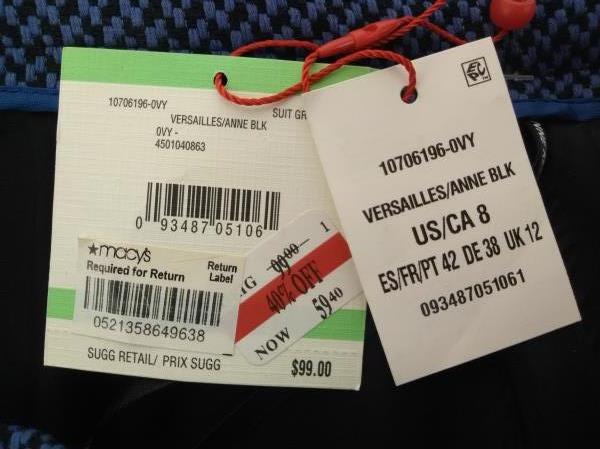 10706196-0VY
SUIT GR
VERSAILLES/ANNE BLK
0VY -
4501040863
0 93487 05106
★macy's
Required for Return
Return
Label
0521358649638
1
99.00
40% OFF
NOW 59.40
SUGG RETAIL/ PRIX SUGG
$99.00
10706196-0VY
VERSAILLES/ANNE BLK
US/CA 8
ES/FR/PT 42 DE 38 UK 12
093487051061